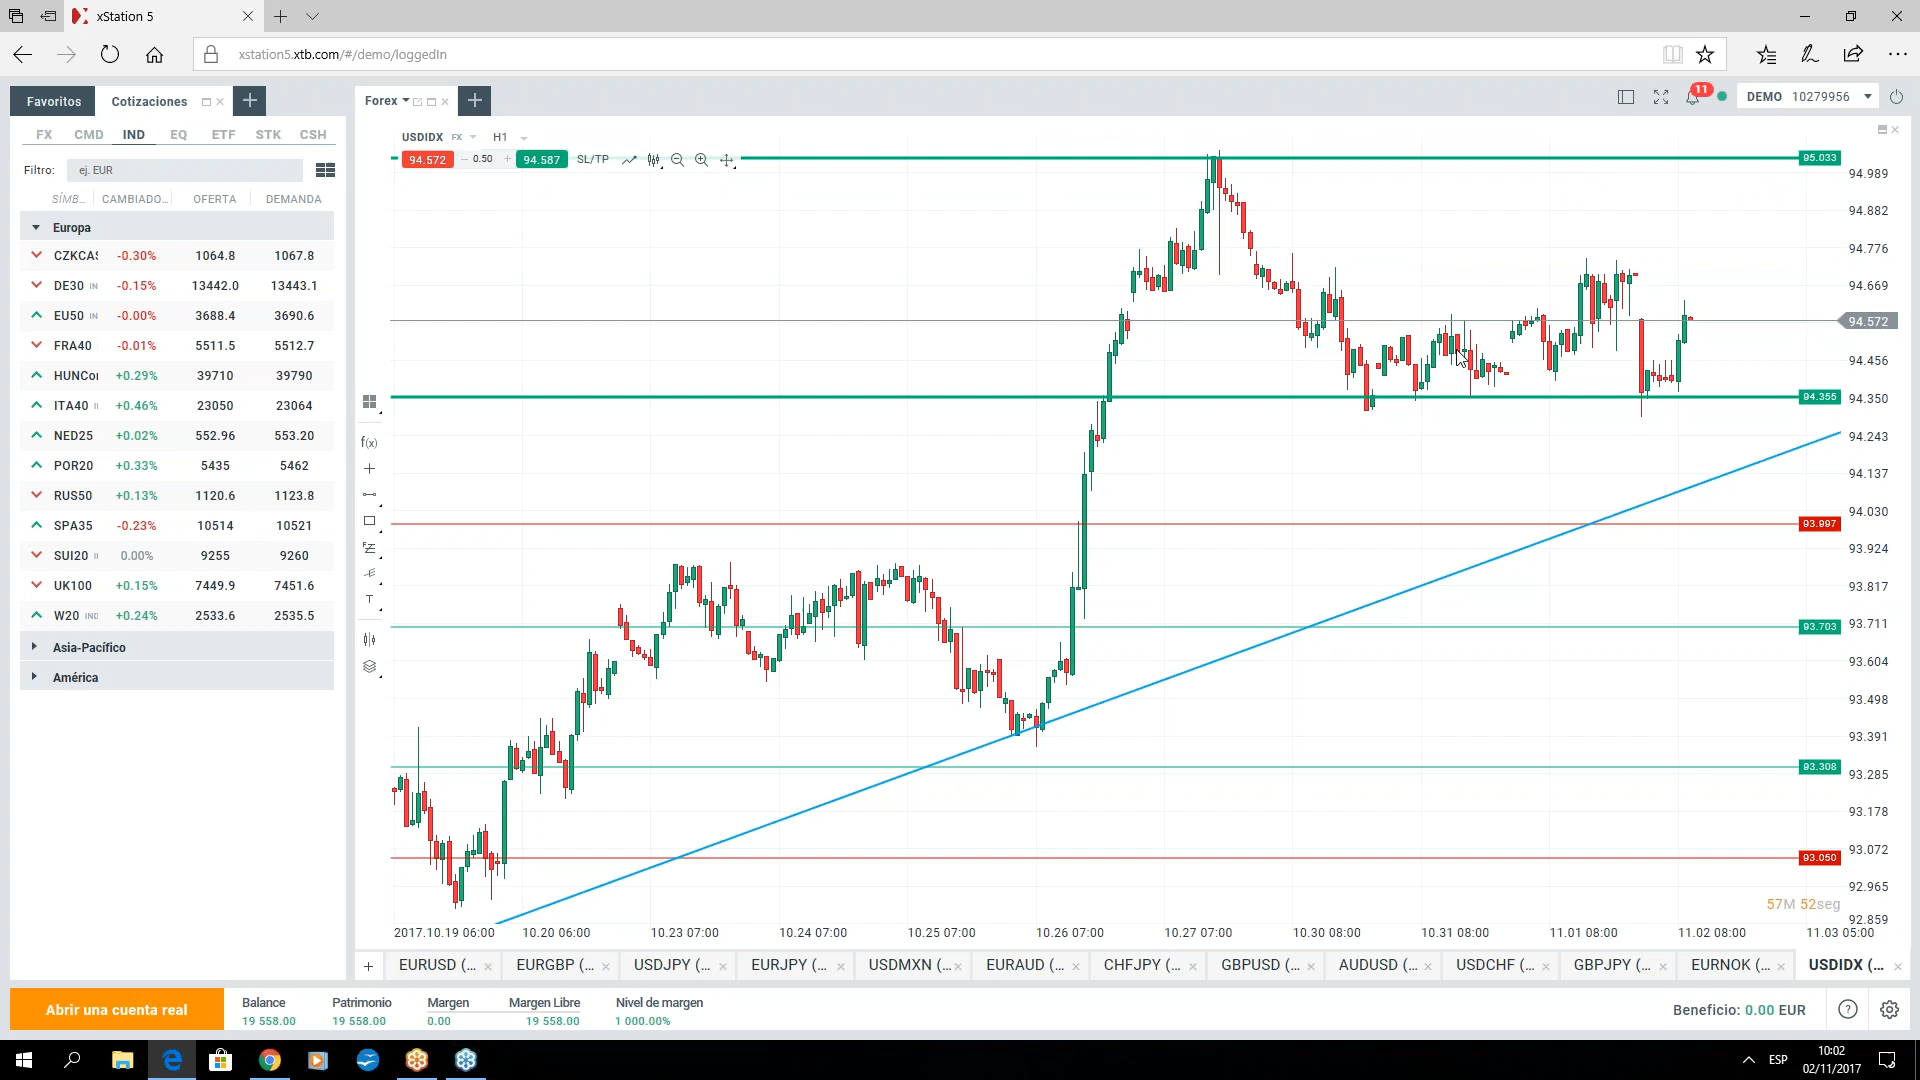 xStation 5
xstation5.xtb.com/#/demo/loggedIn
Favoritos Cotizaciones
Forex
11
DEMO 10279956
FX CMD IND EQ ETF STK CSH
Filtro: ej. EUR
SÍMB... CAMBIADO... OFERTA DEMANDA
Europa
CZKCAS -0.30% 1064.8 1067.8
DE30 IN -0.15% 13442.0 13443.1
EU50 IN -0.00% 3688.4 3690.6
FRA40 -0.01% 5511.5 5512.7
HUNCo +0.29% 39710 39790
ITA40 +0.46% 23050 23064
NED25 +0.02% 552.96 553.20
POR20 +0.33% 5435 5462
RUS50 +0.13% 1120.6 1123.8
SPA35 -0.23% 10514 10521
SUI20 0.00% 9255 9260
UK100 +0.15% 7449.9 7451.6
W20 IND +0.24% 2533.6 2535.5
Asia-Pacífico
América
USDIDX FX H1
94.572 – 0.50 + 94.587 SL/TP
f(x)
T
95.033
94.989
94.882
94.776
94.669
94.572
94.456
94.355
94.350
94.243
94.137
94.030
93.997
93.924
93.817
93.711
93.703
93.604
93.498
93.391
93.308
93.285
93.178
93.072
93.050
92.965
92.859
57M 52seg
2017.10.19 06:00 10.20 06:00 10.23 07:00 10.24 07:00 10.25 07:00 10.26 07:00 10.27 07:00 10.30 08:00 10.31 08:00 11.01 08:00 11.02 08:00 11.03 05:00
EURUSD (... EURGBP (... USDJPY (... EURJPY (... USDMXN (... EURAUD (... CHFJPY (... GBPUSD (... AUDUSD (... USDCHF (... GBPJPY (... EURNOK (... USDIDX (...
Abrir una cuenta real
Balance Patrimonio Margen Margen Libre Nivel de margen
19 558.00 19 558.00 0.00 19 558.00 1 000.00%
Beneficio: 0.00 EUR
ESP
10:02
02/11/2017